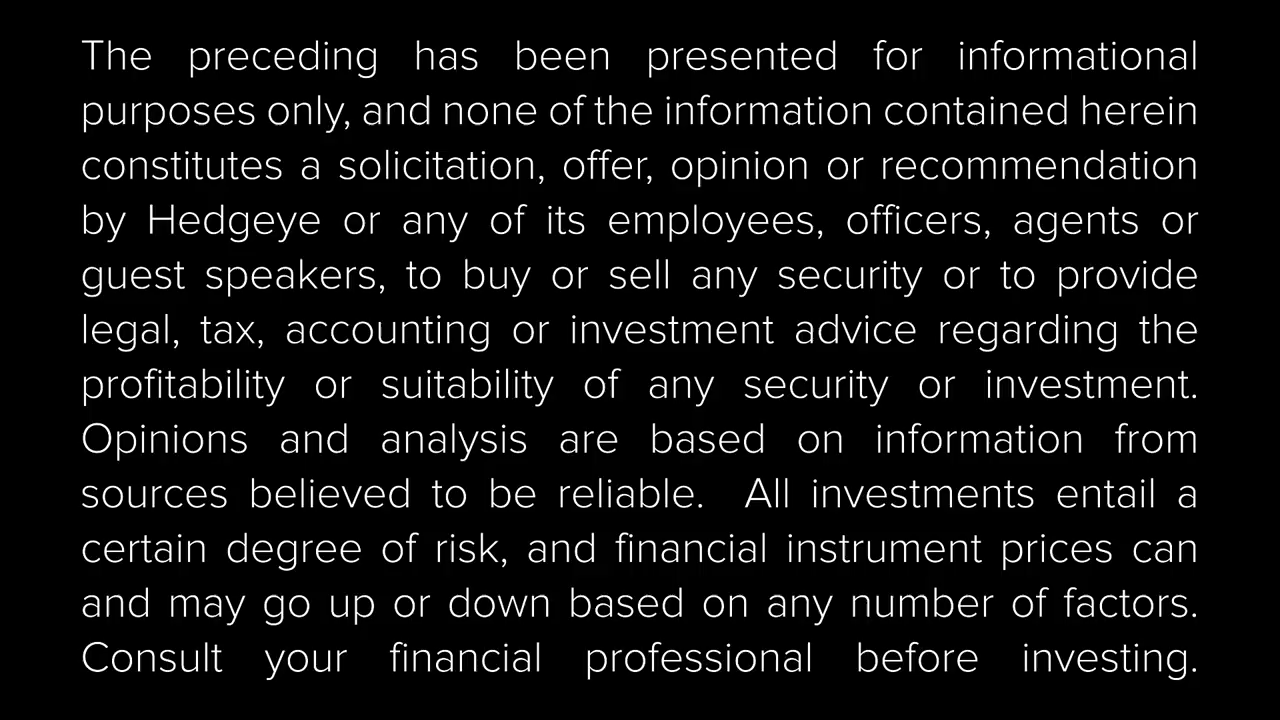 The preceding has been presented for informational
purposes only, and none of the information contained herein
constitutes a solicitation, offer, opinion or recommendation
by Hedgeye or any of its employees, officers, agents or
guest speakers, to buy or sell any security or to provide
legal, tax, accounting or investment advice regarding the
profitability or suitability of any security or investment.
Opinions and analysis are based on information from
sources believed to be reliable.  All investments entail a
certain degree of risk, and financial instrument prices can
and may go up or down based on any number of factors.
Consult your financial professional before investing.